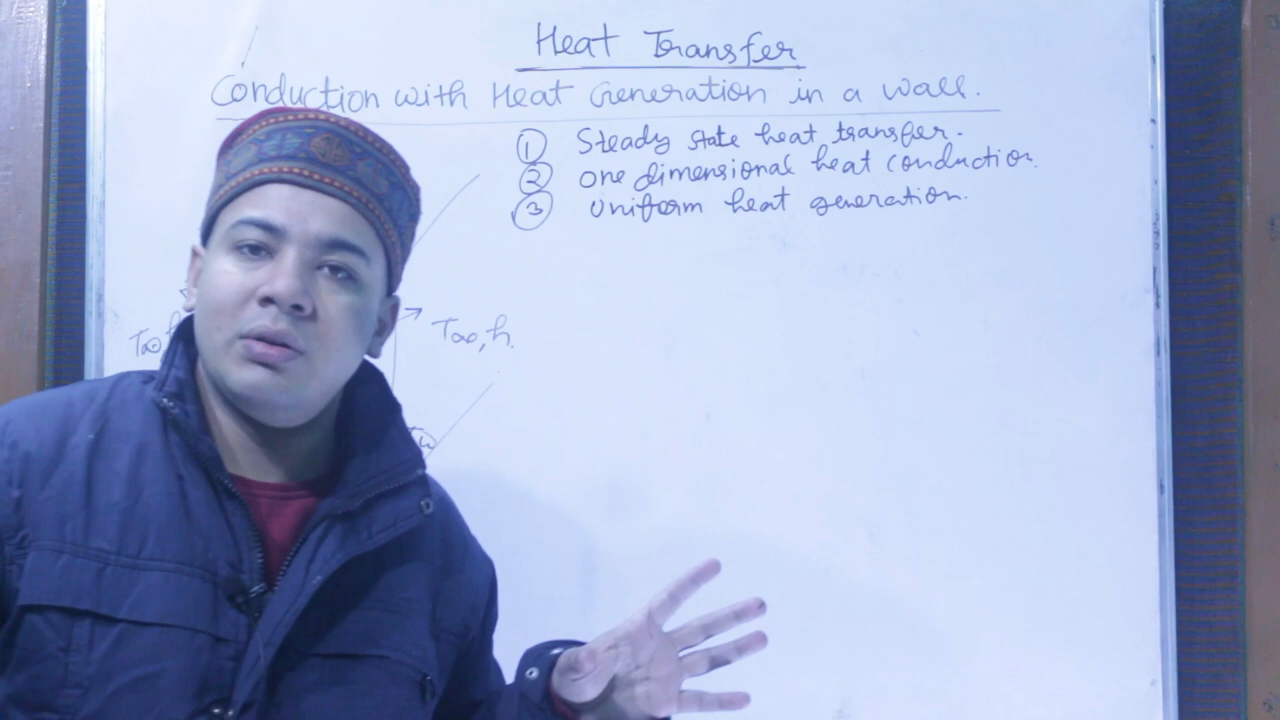 Heat Transfer
Conduction with Heat Generation in a wall.
① Steady state heat transfer.
② one dimensional heat conduction.
③ Uniform heat generation.
T∞, h.
T∞